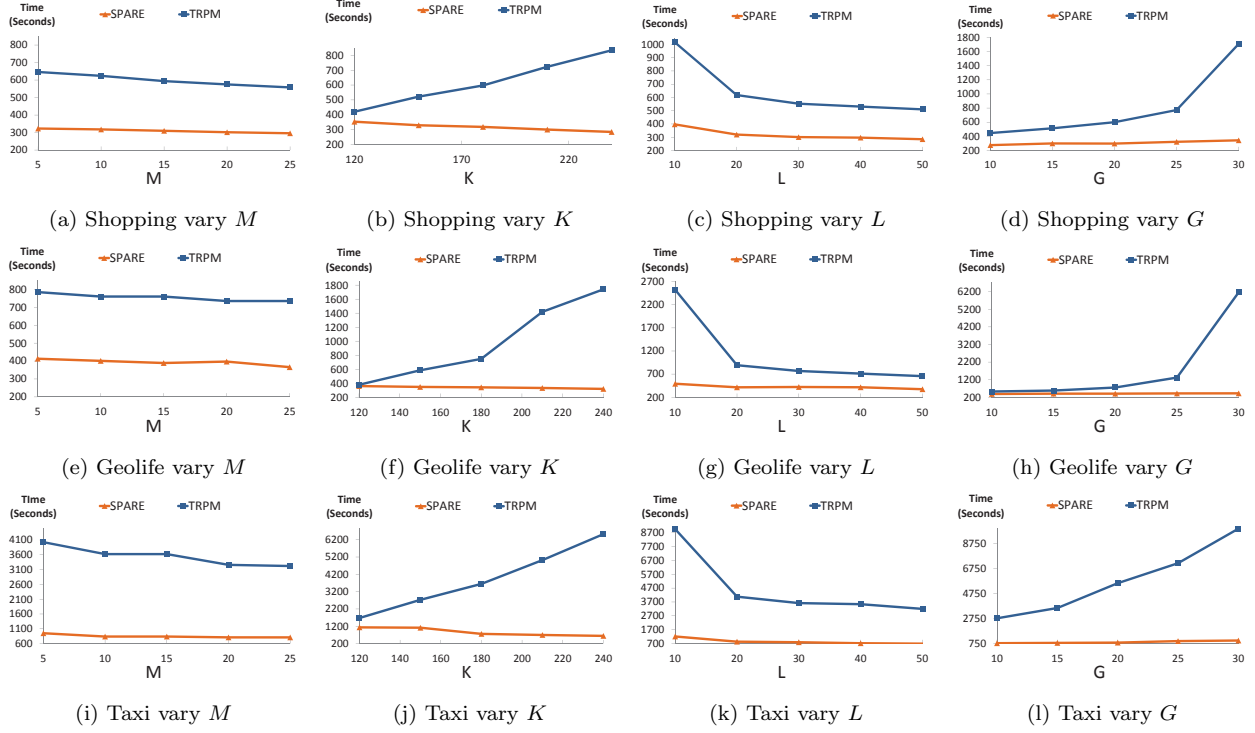 Time
(Seconds)
SPARE
TRPM
800
700
600
500
400
300
200
5
10
15
20
25
M
(a) Shopping vary M
Time
(Seconds)
SPARE
TRPM
800
700
600
500
400
300
200
120
170
220
K
(b) Shopping vary K
Time
(Seconds)
SPARE
TRPM
1000
900
800
700
600
500
400
300
200
10
20
30
40
50
L
(c) Shopping vary L
Time
(Seconds)
SPARE
TRPM
1800
1600
1400
1200
1000
800
600
400
200
10
15
20
25
30
G
(d) Shopping vary G
Time
(Seconds)
SPARE
TRPM
800
700
600
500
400
300
200
5
10
15
20
25
M
(e) Geolife vary M
Time
(Seconds)
SPARE
TRPM
1800
1600
1400
1200
1000
800
600
400
200
120
140
160
180
200
220
240
K
(f) Geolife vary K
Time
(Seconds)
SPARE
TRPM
2700
2200
1700
1200
700
200
10
20
30
40
50
L
(g) Geolife vary L
Time
(Seconds)
SPARE
TRPM
6200
5200
4200
3200
2200
1200
200
10
15
20
25
30
G
(h) Geolife vary G
TIme
(Seconds)
SPARE
TRPM
4100
3600
3100
2600
2100
1600
1100
600
5
10
15
20
25
M
(i) Taxi vary M
Time
(Seconds)
SPARE
TRPM
6200
5200
4200
3200
2200
1200
200
120
140
160
180
200
220
240
K
(j) Taxi vary K
Time
(Seconds)
SPARE
TRPM
8700
7700
6700
5700
4700
3700
2700
1700
700
10
20
30
40
50
L
(k) Taxi vary L
Time
(Seconds)
SPARE
TRPM
8750
6750
4750
2750
750
10
15
20
25
30
G
(l) Taxi vary G